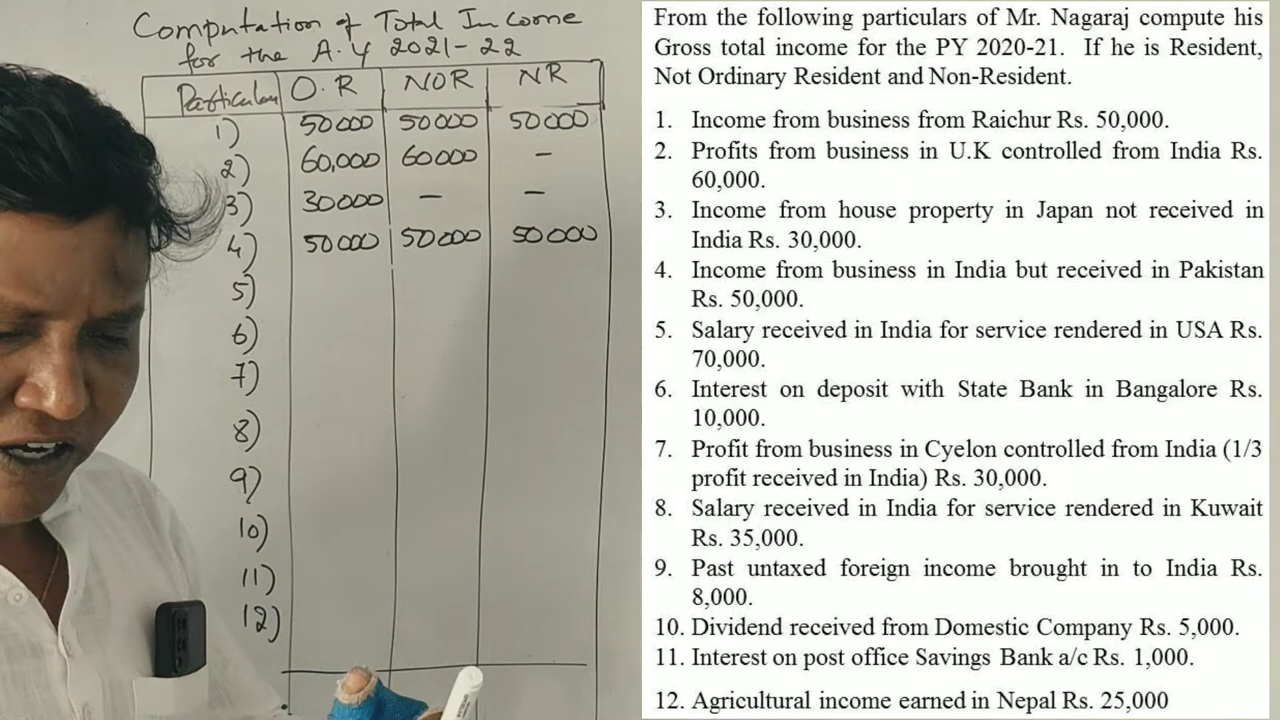 Computation of Total Income
for the A.Y 2021-22
Particulars O.R NOR NR
1) 50000 50000 50000
2) 60,000 60000 –
3) 30000 – –
4) 50000 50000 50000
5)
6)
7)
8)
9)
10)
11)
12)
From the following particulars of Mr. Nagaraj compute his
Gross total income for the PY 2020-21. If he is Resident,
Not Ordinary Resident and Non-Resident.
1. Income from business from Raichur Rs. 50,000.
2. Profits from business in U.K controlled from India Rs.
60,000.
3. Income from house property in Japan not received in
India Rs. 30,000.
4. Income from business in India but received in Pakistan
Rs. 50,000.
5. Salary received in India for service rendered in USA Rs.
70,000.
6. Interest on deposit with State Bank in Bangalore Rs.
10,000.
7. Profit from business in Cyelon controlled from India (1/3
profit received in India) Rs. 30,000.
8. Salary received in India for service rendered in Kuwait
Rs. 35,000.
9. Past untaxed foreign income brought in to India Rs.
8,000.
10. Dividend received from Domestic Company Rs. 5,000.
11. Interest on post office Savings Bank a/c Rs. 1,000.
12. Agricultural income earned in Nepal Rs. 25,000